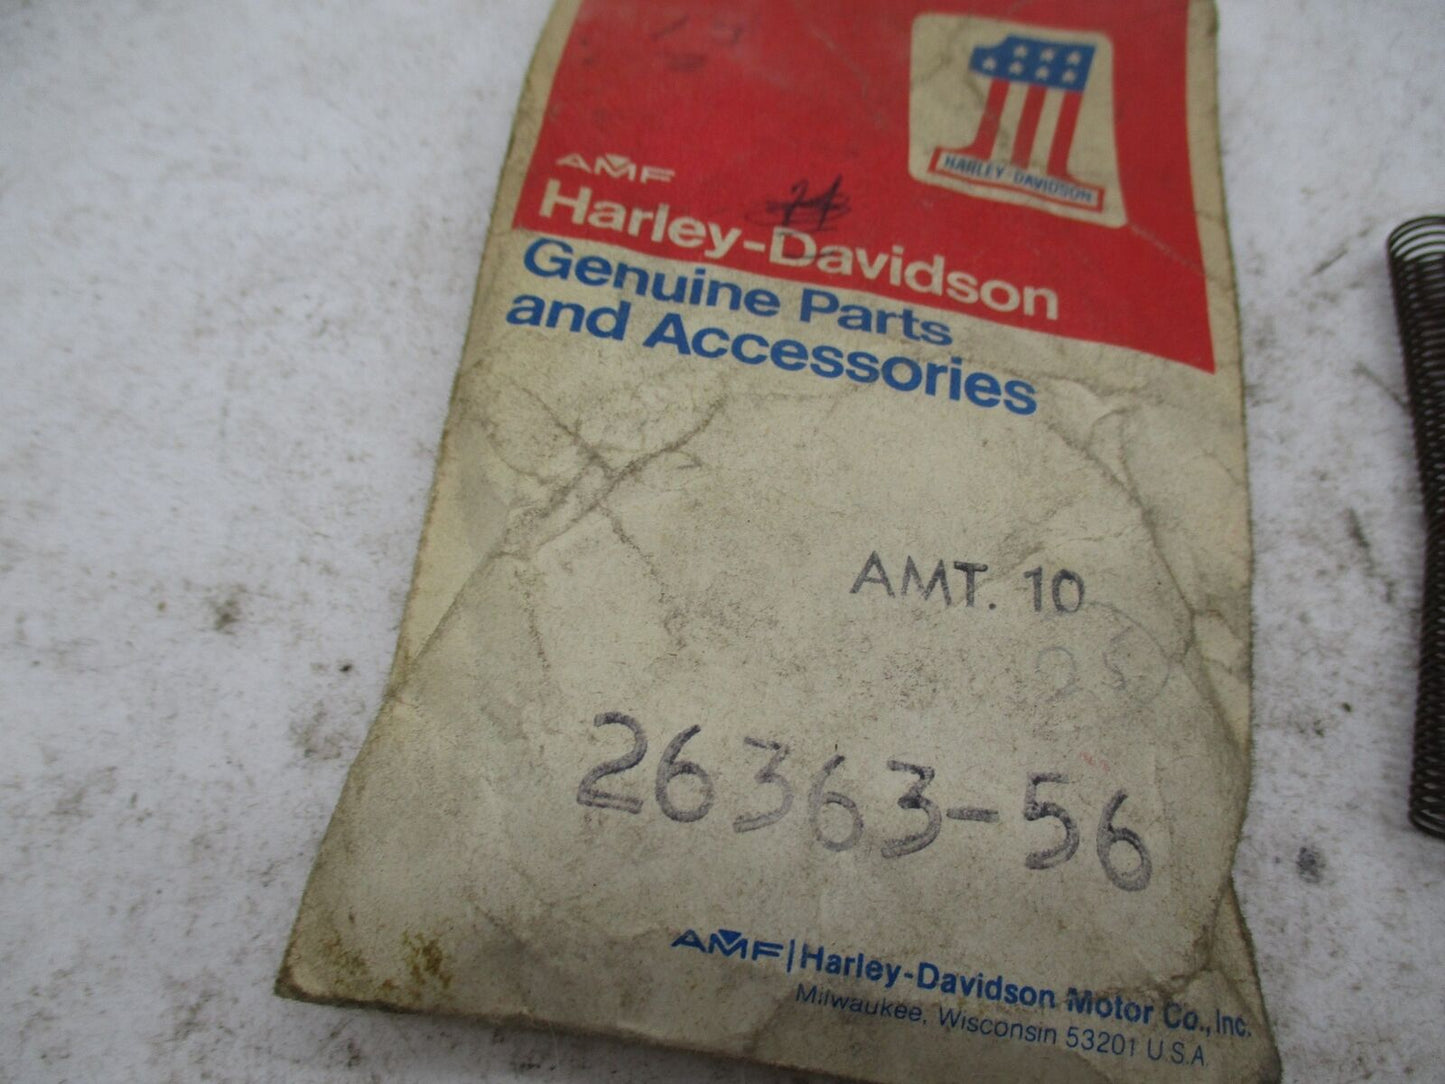 HARLEY-DAVIDSON
AMF
Harley-Davidson
Genuine Parts
and Accessories
AMT. 10
25
26363-56
AMF | Harley-Davidson Motor Co., Inc.
Milwaukee, Wisconsin 53201 U.S.A